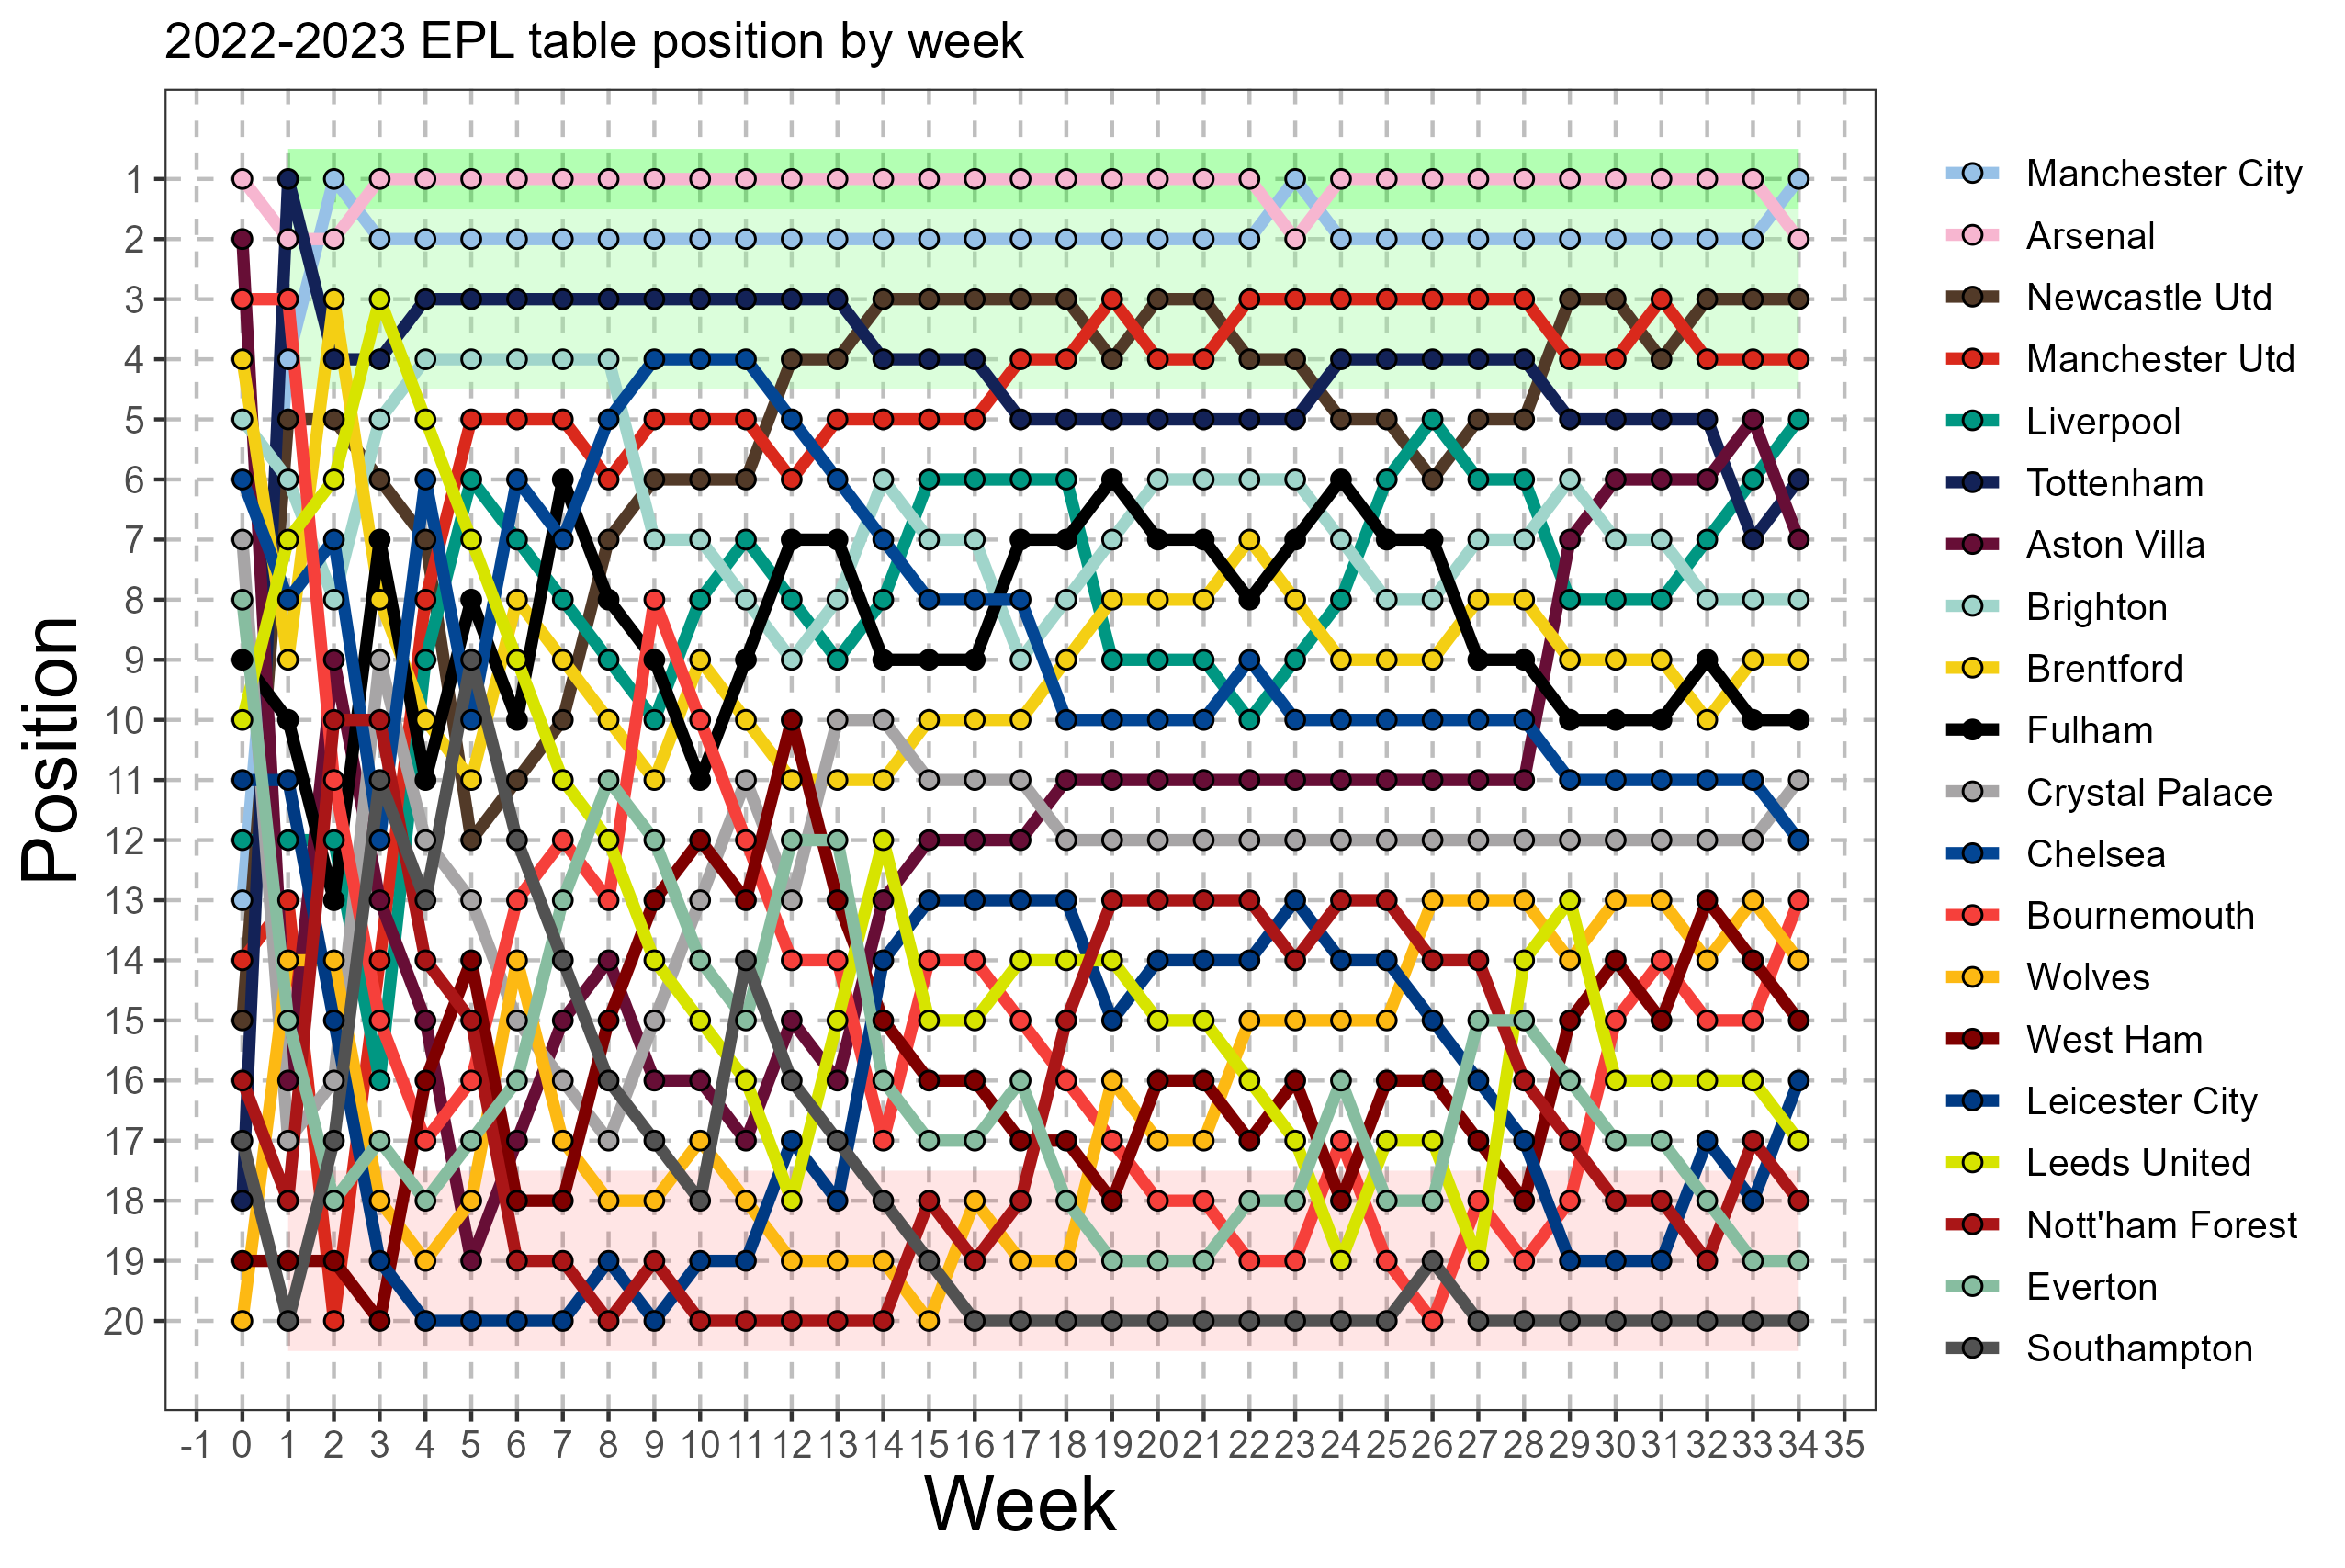 2022-2023 EPL table position by week
Position
1
2
3
4
5
6
7
8
9
10
11
12
13
14
15
16
17
18
19
20
-1 0 1 2 3 4 5 6 7 8 9 10 11 12 13 14 15 16 17 18 19 20 21 22 23 24 25 26 27 28 29 30 31 32 33 34 35
Week
Manchester City
Arsenal
Newcastle Utd
Manchester Utd
Liverpool
Tottenham
Aston Villa
Brighton
Brentford
Fulham
Crystal Palace
Chelsea
Bournemouth
Wolves
West Ham
Leicester City
Leeds United
Nott'ham Forest
Everton
Southampton